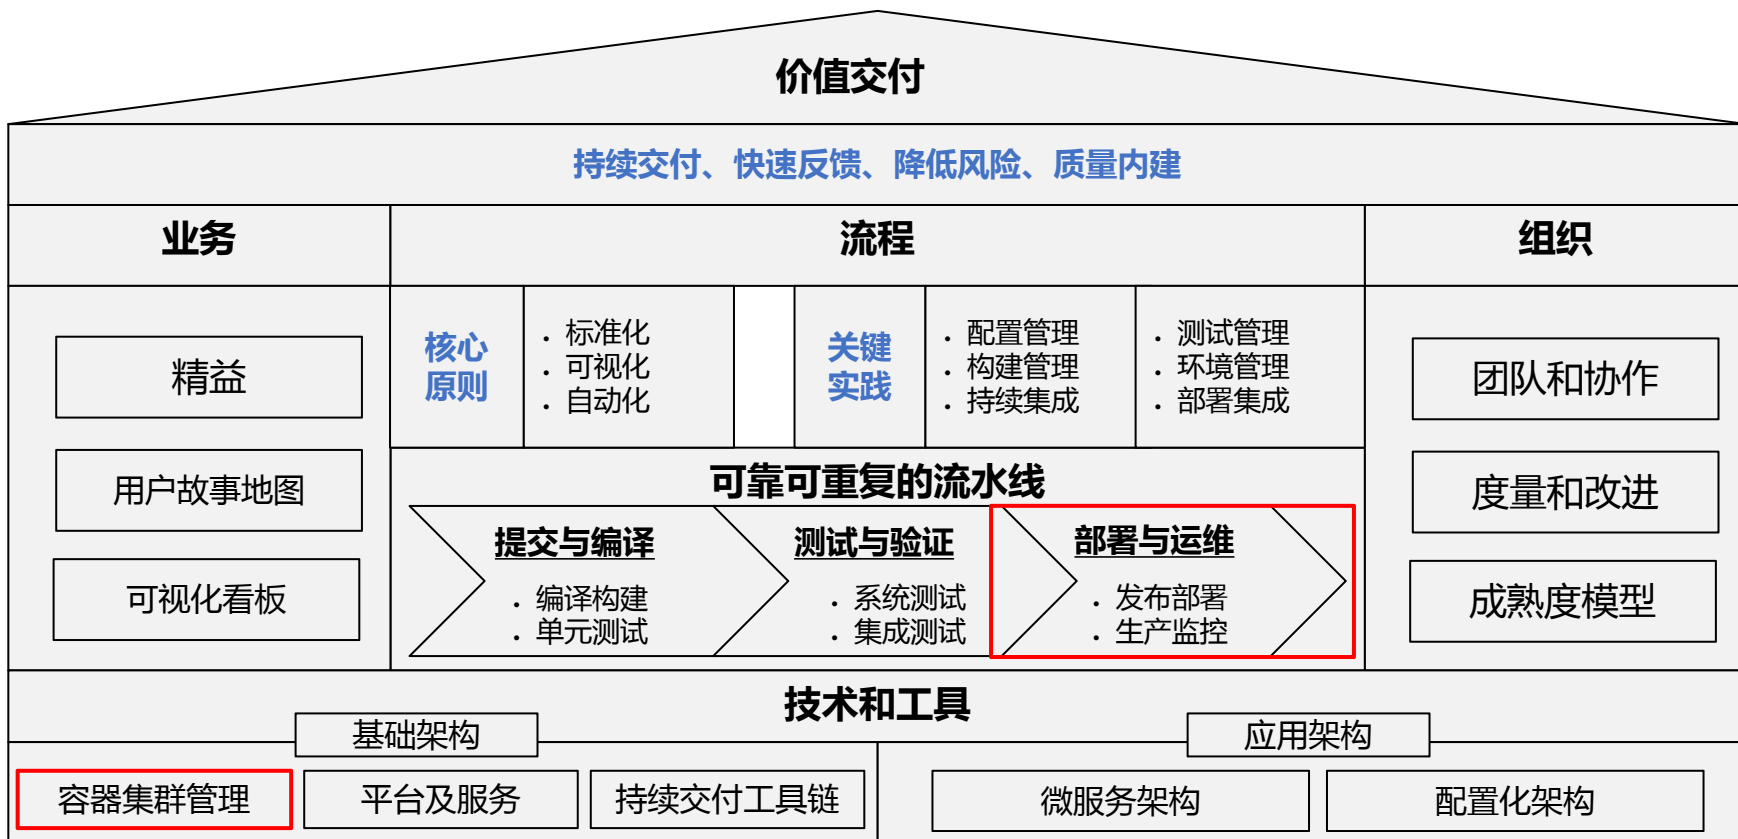 价值交付
持续交付、快速反馈、降低风险、质量内建
业务
流程
组织
精益
用户故事地图
可视化看板
核心
原则
. 标准化
. 可视化
. 自动化
关键
实践
. 配置管理
. 构建管理
. 持续集成
. 测试管理
. 环境管理
. 部署集成
可靠可重复的流水线
提交与编译
. 编译构建
. 单元测试
测试与验证
. 系统测试
. 集成测试
部署与运维
. 发布部署
. 生产监控
团队和协作
度量和改进
成熟度模型
技术和工具
基础架构
容器集群管理
平台及服务
持续交付工具链
应用架构
微服务架构
配置化架构